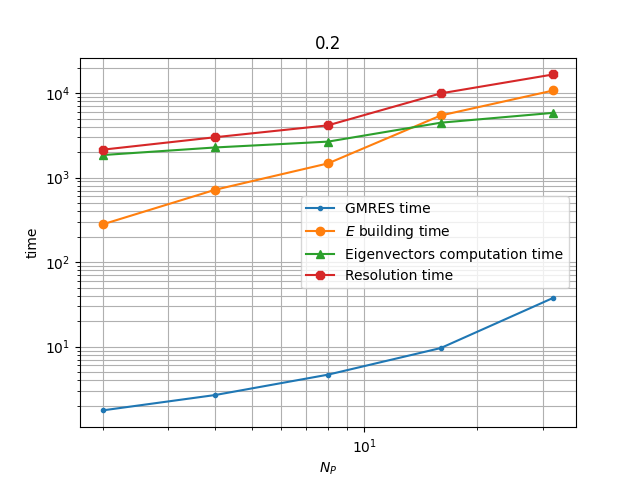 0.2
time
10^4
10^3
10^2
10^1
GMRES time
E building time
Eigenvectors computation time
Resolution time
10^1
N_P